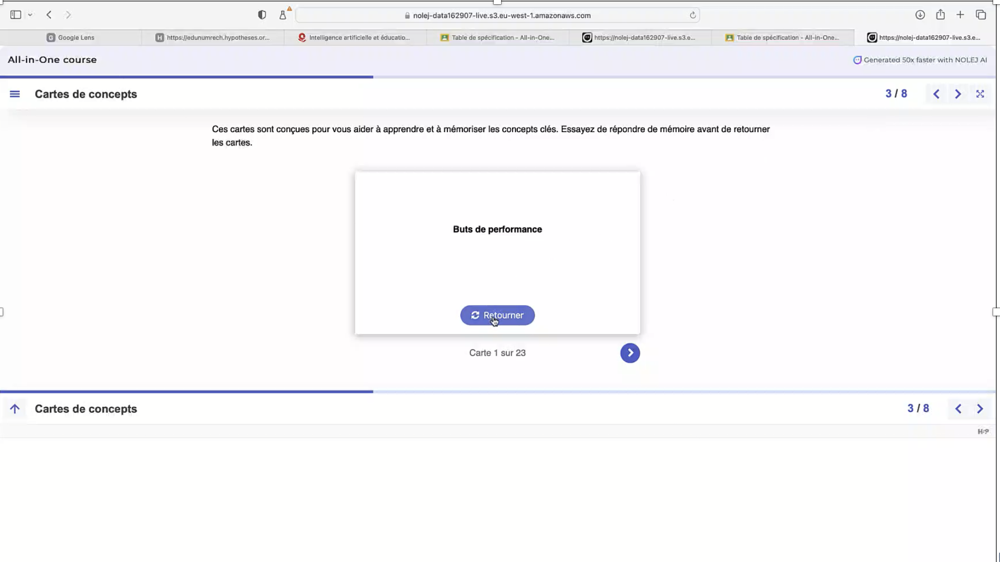 nolej-data162907-live.s3.eu-west-1.amazonaws.com
G Google Lens
H https://edunumrech.hypotheses.or...
Intelligence artificielle et éducatio...
Table de spécification - All-in-One...
https://nolej-data162907-live.s3.e...
Table de spécification - All-in-One...
https://nolej-data162907-live.s3.e...
All-in-One course
Generated 50x faster with NOLEJ AI
Cartes de concepts
3 / 8
Ces cartes sont conçues pour vous aider à apprendre et à mémoriser les concepts clés. Essayez de répondre de mémoire avant de retourner
les cartes.
Buts de performance
Retourner
Carte 1 sur 23
Cartes de concepts
3 / 8
H-P